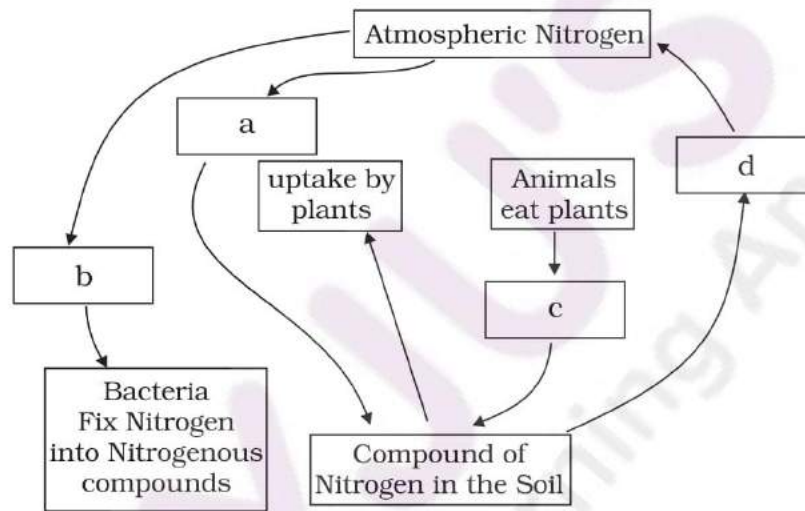 Atmospheric Nitrogen
a
uptake by
plants
Animals
eat plants
d
b
c
Bacteria
Fix Nitrogen
into Nitrogenous
compounds
Compound of
Nitrogen in the Soil